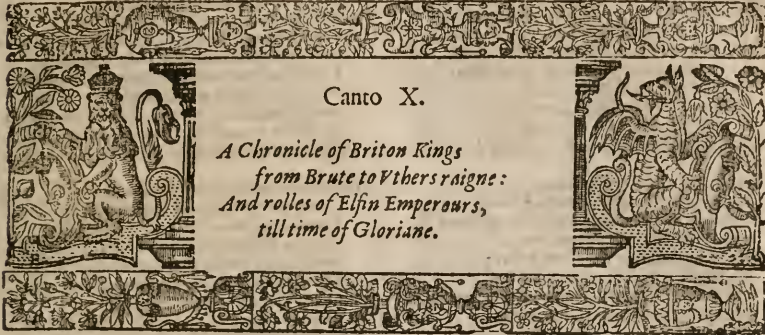 Canto X.
A Chronicle of Briton Kings
from Brute to Vthers raigne:
And rolles of Elfin Emperours,
till time of Gloriane.